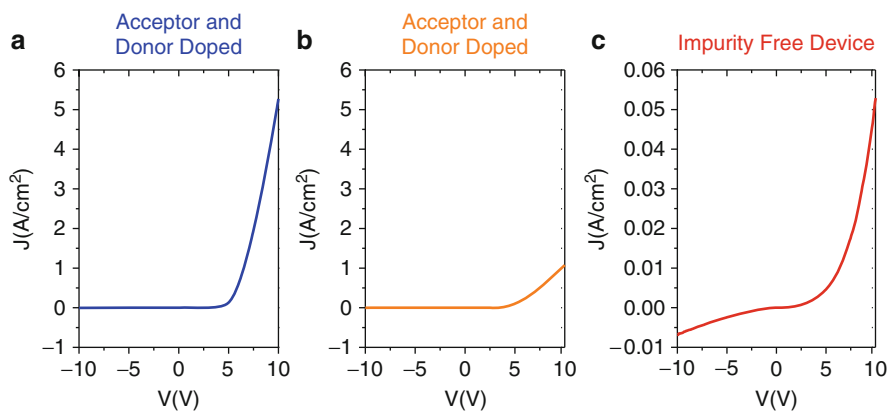 a
Acceptor and
Donor Doped
6
5
4
3
2
1
0
−1
J(A/cm²)
−10
−5
0
5
10
V(V)
b
Acceptor and
Donor Doped
6
5
4
3
2
1
0
−1
J(A/cm²)
−10
−5
0
5
10
V(V)
c
Impurity Free Device
0.06
0.05
0.04
0.03
0.02
0.01
0.00
−0.01
J(A/cm²)
−10
−5
0
5
10
V(V)